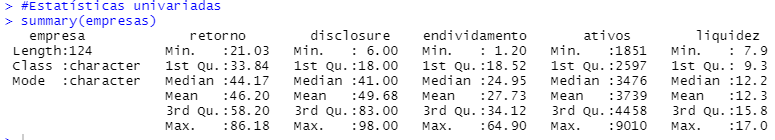 > #Estatísticas univariadas
> summary(empresas)
   empresa             retorno        disclosure     endividamento       ativos        liquidez
 Length:124         Min.   :21.03   Min.   : 6.00   Min.   : 1.20   Min.   :1851   Min.   : 7.9
 Class :character   1st Qu.:33.84   1st Qu.:18.00   1st Qu.:18.52   1st Qu.:2597   1st Qu.: 9.3
 Mode  :character   Median :44.17   Median :41.00   Median :24.95   Median :3476   Median :12.2
                    Mean   :46.20   Mean   :49.68   Mean   :27.73   Mean   :3739   Mean   :12.3
                    3rd Qu.:58.20   3rd Qu.:83.00   3rd Qu.:34.12   3rd Qu.:4458   3rd Qu.:15.8
                    Max.   :86.18   Max.   :98.00   Max.   :64.90   Max.   :9010   Max.   :17.0